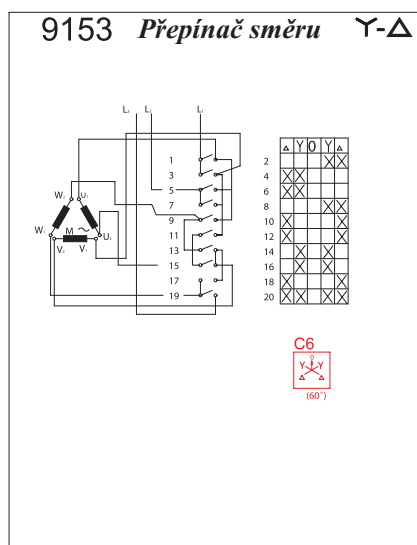 9153 Přepínač směru Y-Δ
L₃ L₂ L₁
Δ Y O Y Δ
1 2 X X
3 4 X X
5 6 X X
7 8 X X
9 10 X X
11 12 X X
13 14 X X
15 16 X X
17 18 X X
19 20 X X X X
W₂ U₁
W₁ M ~ U₂
V₂ V₁
C6
0
Y Y
Δ Δ
(60°)